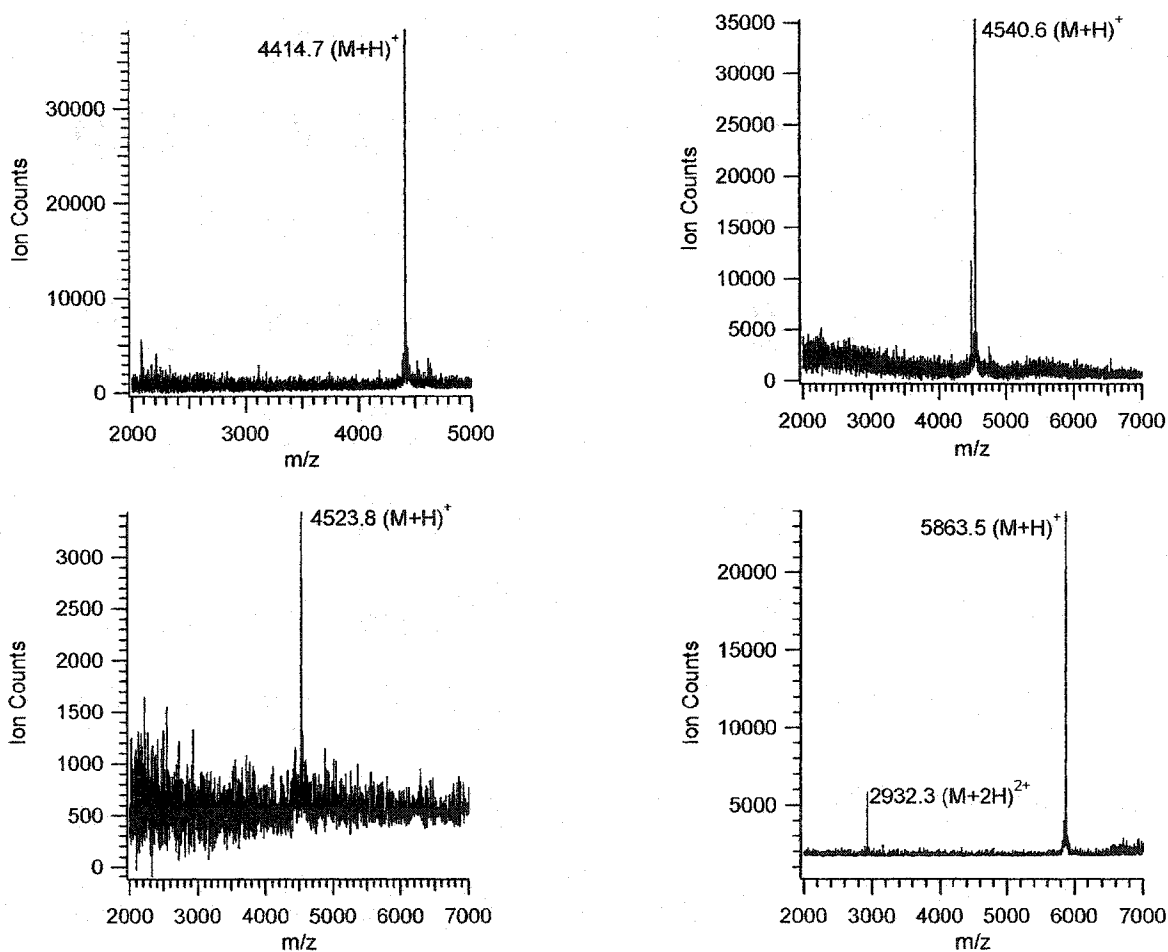 4414.7 (M+H)+
30000
20000
10000
0
Ion Counts
2000 3000 4000 5000
m/z
4540.6 (M+H)+
35000
30000
25000
20000
15000
10000
5000
0
Ion Counts
2000 3000 4000 5000 6000 7000
m/z
4523.8 (M+H)+
3000
2500
2000
1500
1000
500
0
Ion Counts
2000 3000 4000 5000 6000 7000
m/z
5863.5 (M+H)+
20000
15000
10000
5000
2932.3 (M+2H)2+
Ion Counts
2000 3000 4000 5000 6000 7000
m/z